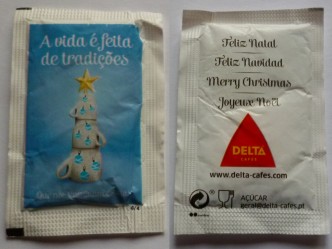 A vida é feita
de tradições
Feliz Natal
Feliz Navidad
Merry Christmas
Joyeux Noël
DELTA
CAFÉS
www.delta-cafes.com
AÇÚCAR
geral@delta-cafes.pt